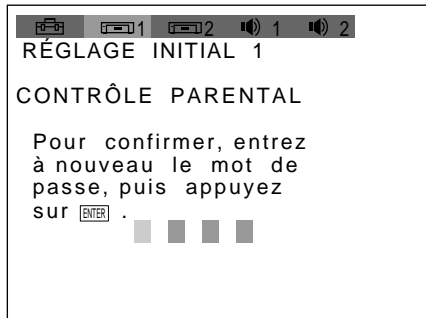 1 2 1 2
RÉGLAGE INITIAL 1
CONTRÔLE PARENTAL
Pour confirmer, entrez
à nouveau le mot de
passe, puis appuyez
sur ENTER .